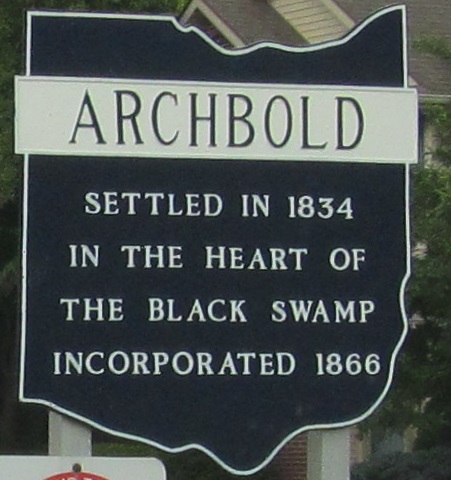 ARCHBOLD
SETTLED IN 1834
IN THE HEART OF
THE BLACK SWAMP
INCORPORATED 1866